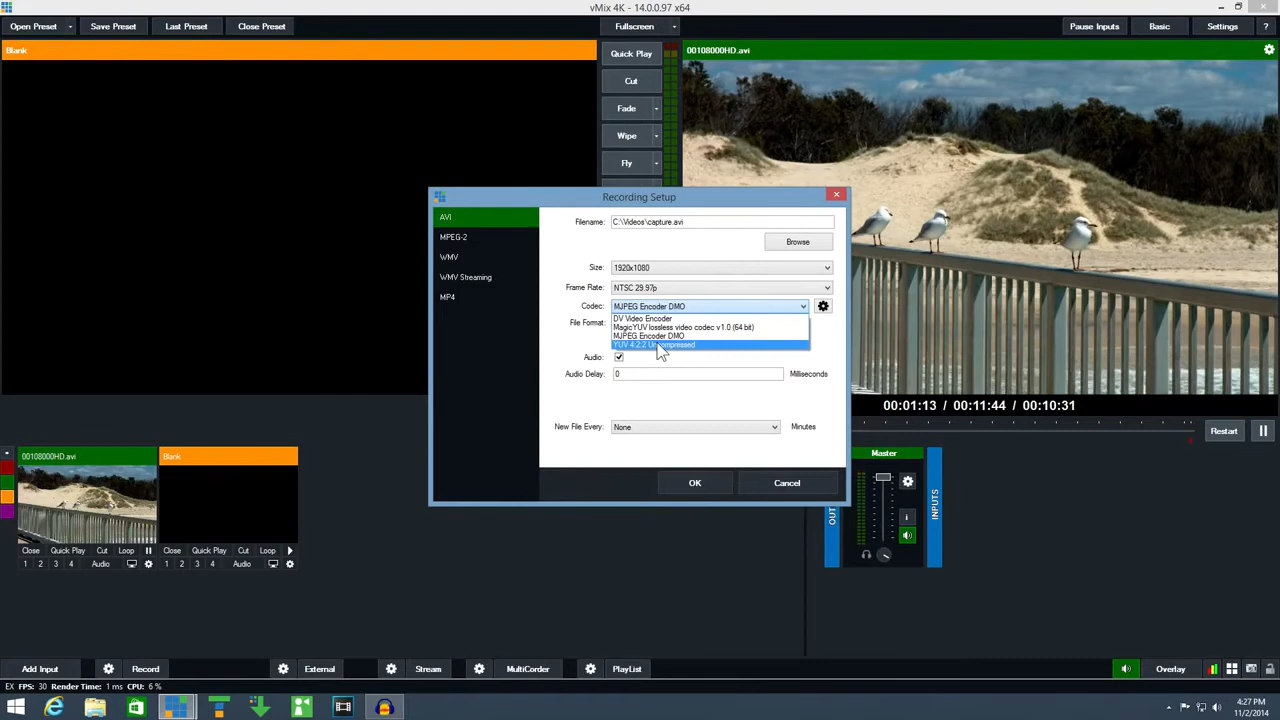 vMix 4K - 14.0.0.97 x64
Open Preset Save Preset Last Preset Close Preset Fullscreen Pause Inputs Basic Settings ?
Blank
Quick Play
00108000HD.avi
Cut
Fade
Wipe
Fly
Recording Setup
AVI
MPEG-2
WMV
WMV Streaming
MP4
Filename: C:\Videos\capture.avi
Browse
Size: 1920x1080
Frame Rate: NTSC 29.97p
Codec: MJPEG Encoder DMO
DV Video Encoder
File Format:
MagicYUV lossless video codec v1.0 (64 bit)
MJPEG Encoder DMO
YUV 4:2:2 Uncompressed
Audio:
Audio Delay: 0 Milliseconds
New File Every: None Minutes
OK Cancel
00:01:13 / 00:11:44 / 00:10:31
Restart
00108000HD.avi
Blank
Master
INPUTS
Close Quick Play Cut Loop
1 2 3 4 Audio
Close Quick Play Cut Loop
1 2 3 4 Audio
Add Input Record External Stream MultiCorder PlayList Overlay
EX FPS: 30 Render Time: 1 ms CPU: 6 %
4:27 PM
11/2/2014